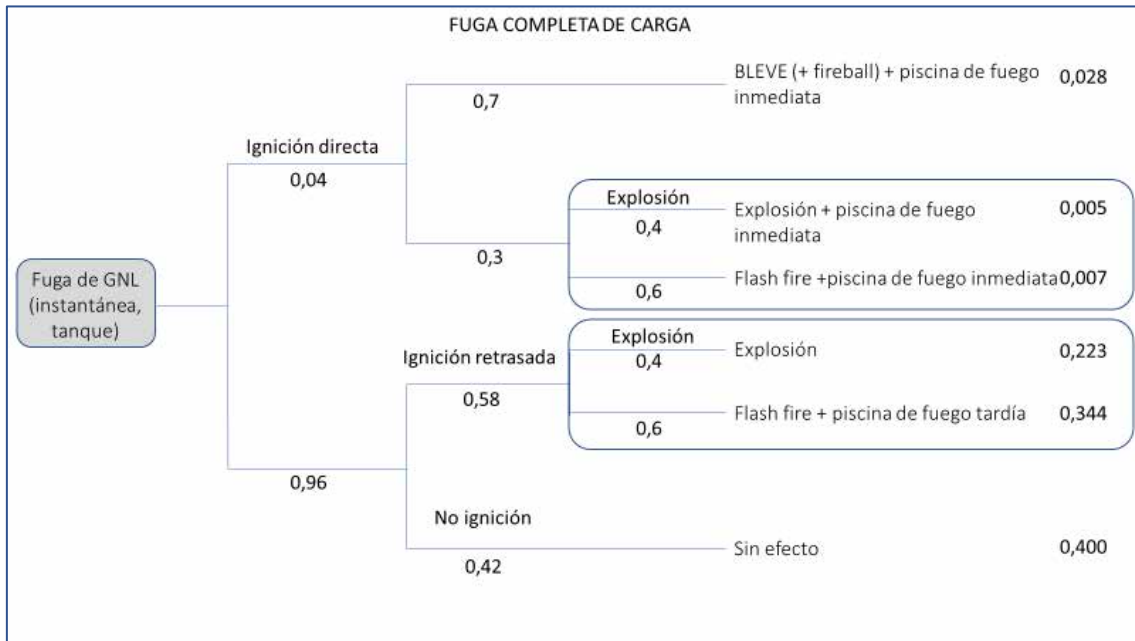 FUGA COMPLETA DE CARGA
BLEVE (+ fireball) + piscina de fuego
inmediata
0,028
0,7
Ignición directa
0,04
Explosión
0,4
Explosión + piscina de fuego
inmediata
0,005
0,3
0,6
Flash fire +piscina de fuego inmediata
0,007
Fuga de GNL
(instantánea,
tanque)
Ignición retrasada
0,58
Explosión
0,4
Explosión
0,223
0,6
Flash fire + piscina de fuego tardía
0,344
0,96
No ignición
0,42
Sin efecto
0,400